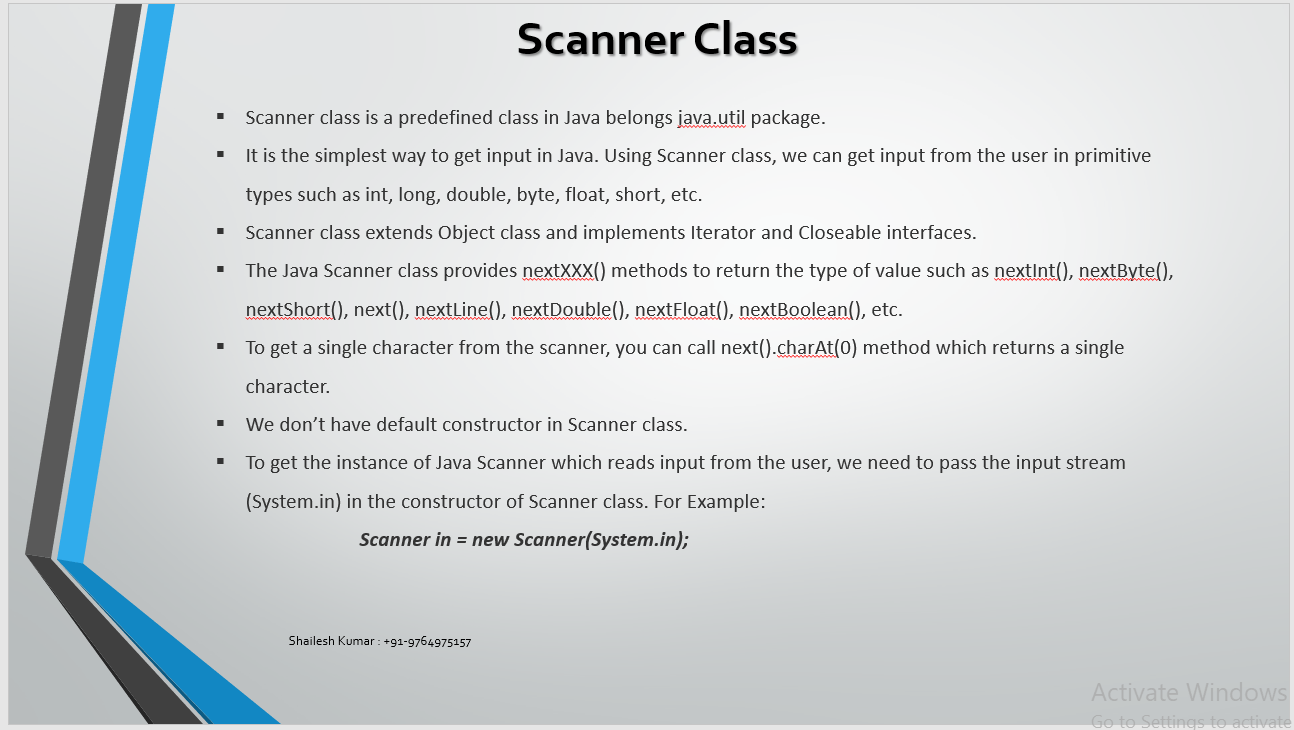 Scanner Class
▪ Scanner class is a predefined class in Java belongs java.util package.
▪ It is the simplest way to get input in Java. Using Scanner class, we can get input from the user in primitive
types such as int, long, double, byte, float, short, etc.
▪ Scanner class extends Object class and implements Iterator and Closeable interfaces.
▪ The Java Scanner class provides nextXXX() methods to return the type of value such as nextInt(), nextByte(),
nextShort(), next(), nextLine(), nextDouble(), nextFloat(), nextBoolean(), etc.
▪ To get a single character from the scanner, you can call next().charAt(0) method which returns a single
character.
▪ We don’t have default constructor in Scanner class.
▪ To get the instance of Java Scanner which reads input from the user, we need to pass the input stream
(System.in) in the constructor of Scanner class. For Example:
Scanner in = new Scanner(System.in);
Shailesh Kumar : +91-9764975157
Activate Windows
Go to Settings to activate